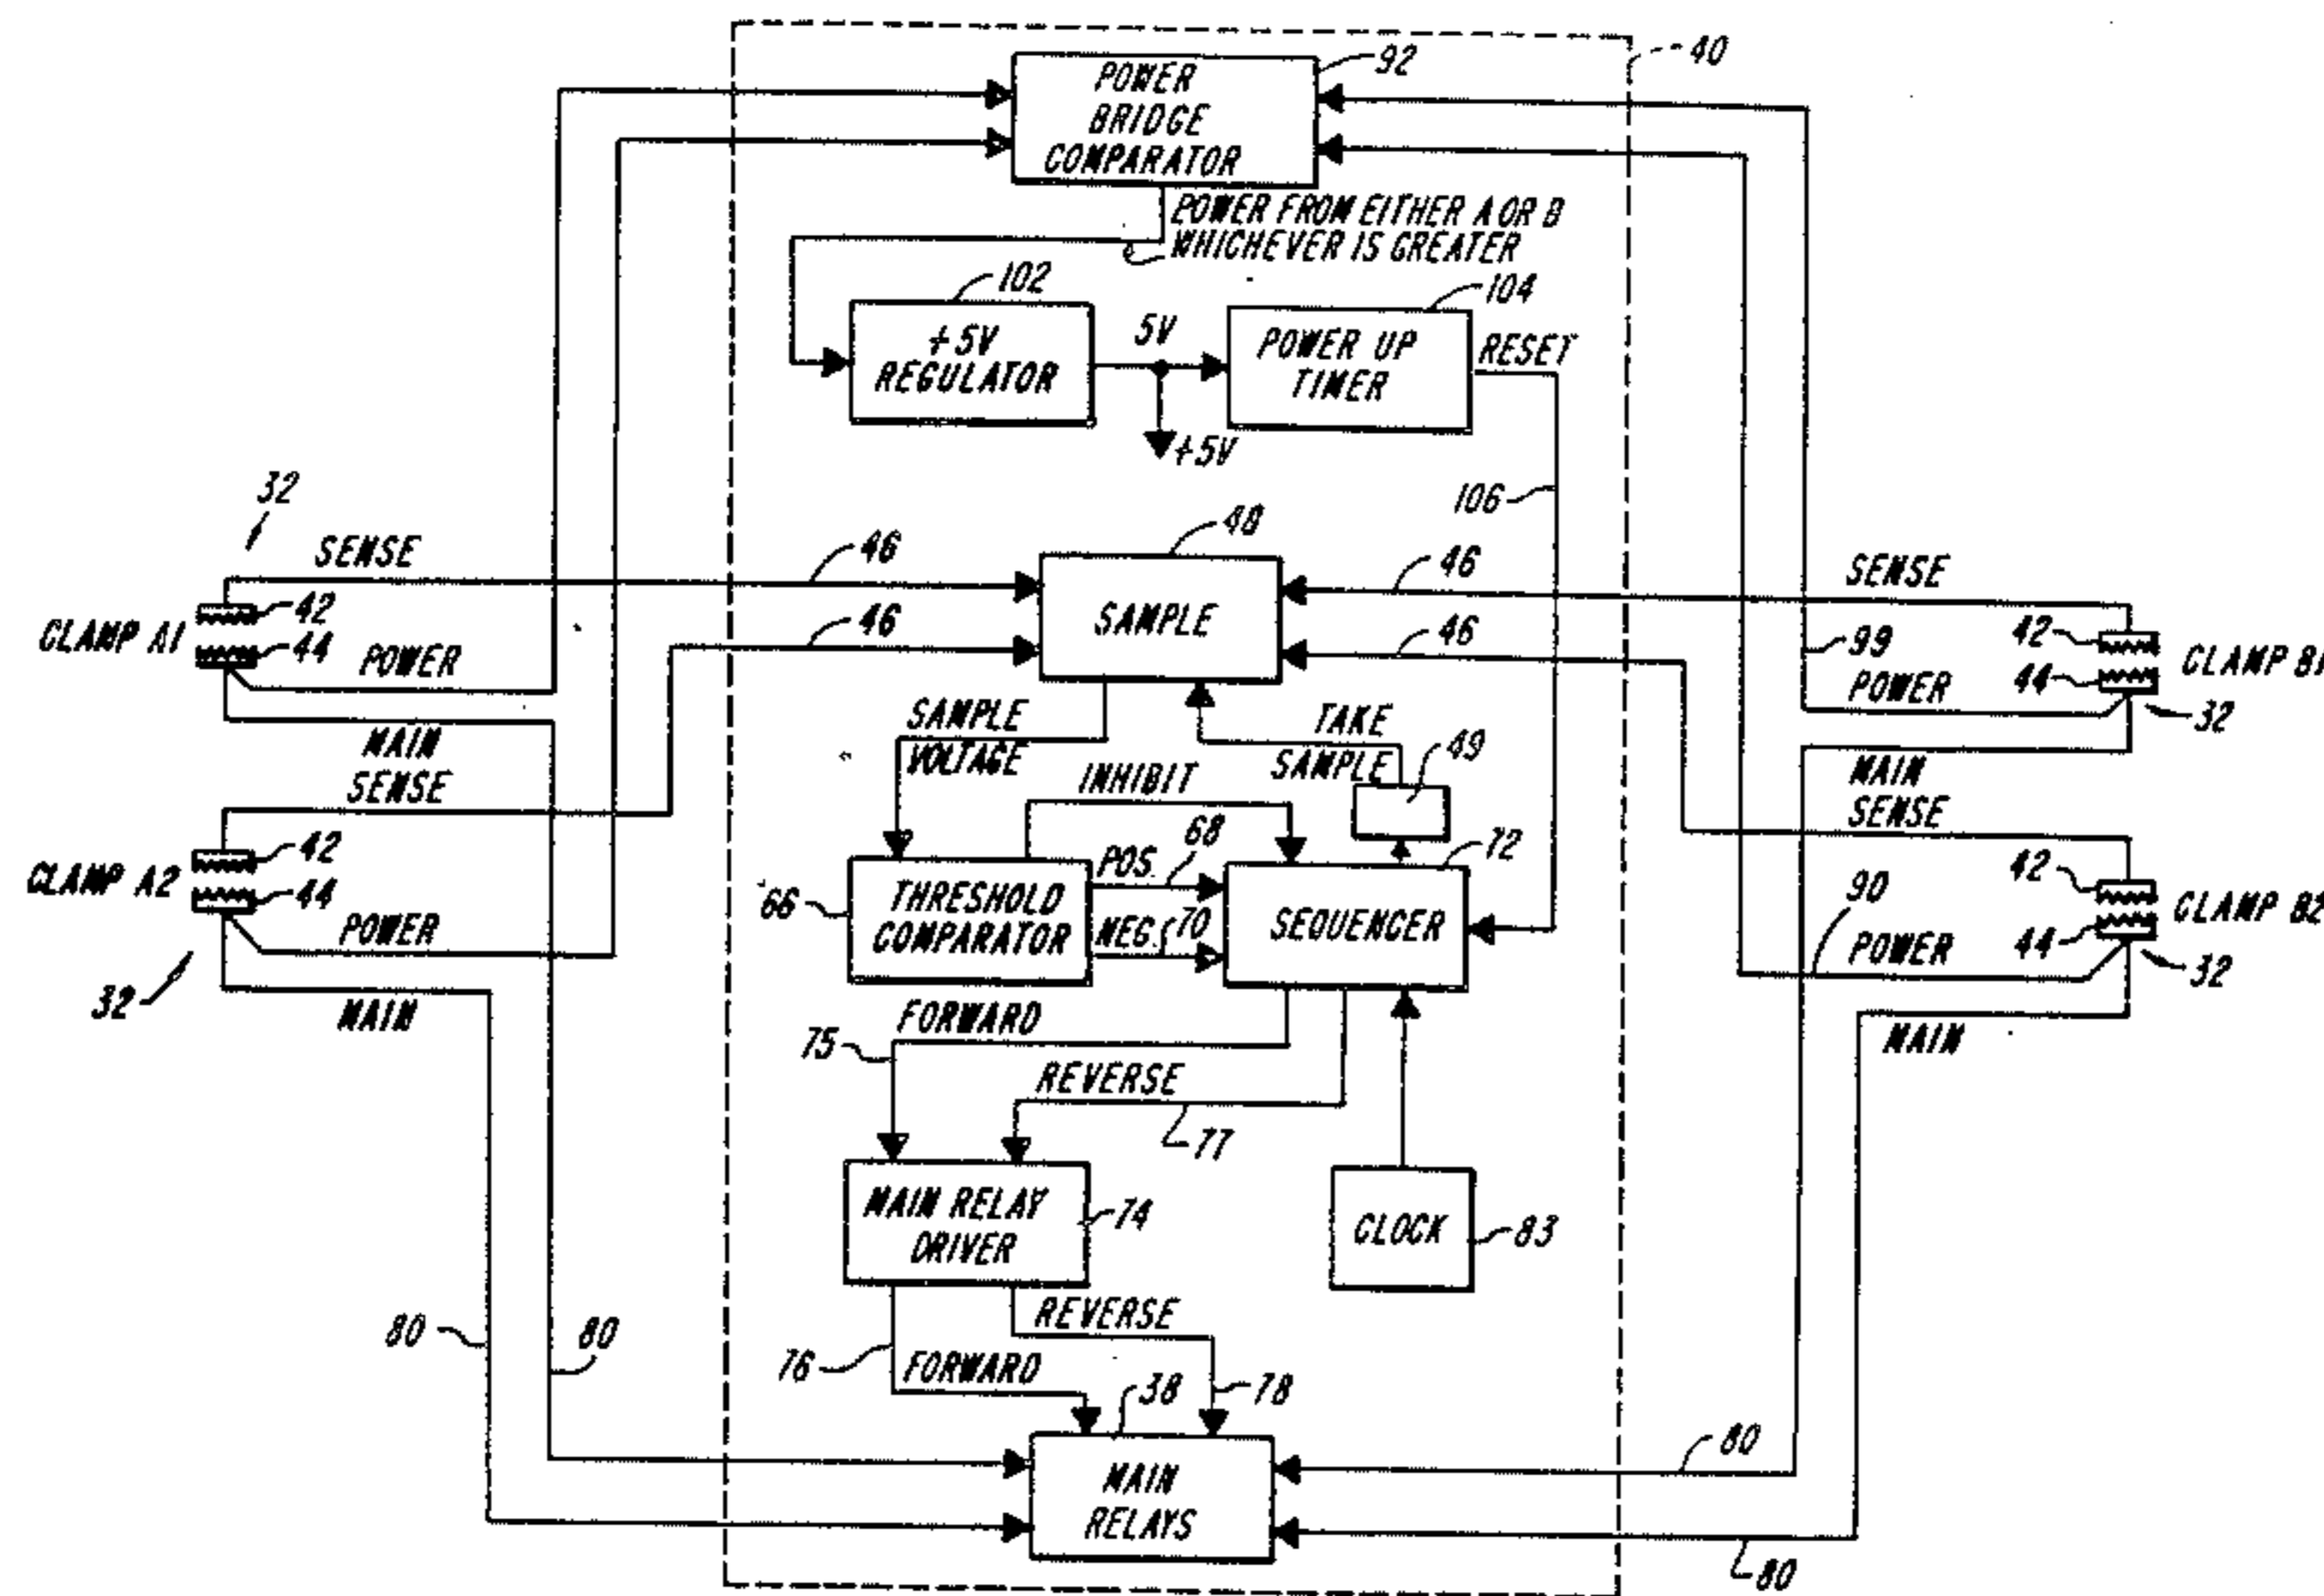 40
92
POWER
BRIDGE
COMPARATOR
POWER FROM EITHER A OR B
WHICHEVER IS GREATER
102
+5V
REGULATOR
5V
+5V
104
POWER UP
TIMER
RESET
106
32
SENSE
46
48
SAMPLE
46
SENSE
42
CLAMP A1
44
POWER
46
46
MAIN
SENSE
42
CLAMP A2
44
POWER
32
MAIN
99
42
44
CLAMP B1
POWER
32
MAIN
SENSE
42
44
CLAMP B2
90
POWER
32
MAIN
SAMPLE
VOLTAGE
TAKE
SAMPLE
49
INHIBIT
66
THRESHOLD
COMPARATOR
POS.
68
NEG.
70
72
SEQUENCER
FORWARD
75
REVERSE
77
MAIN RELAY
DRIVER
74
CLOCK
83
80
80
76
FORWARD
REVERSE
78
38
MAIN
RELAYS
80
80